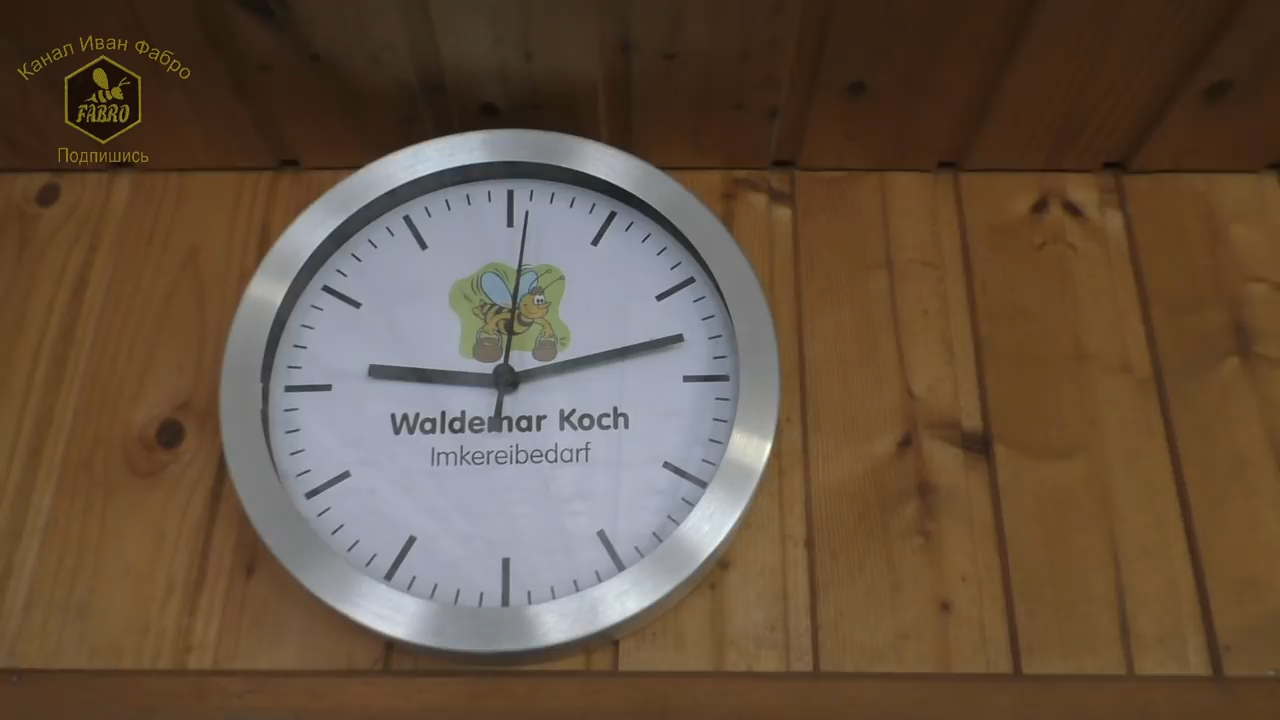 Канал Иван Фабро
FABRO
Подпишись
Waldemar Koch
Imkereibedarf